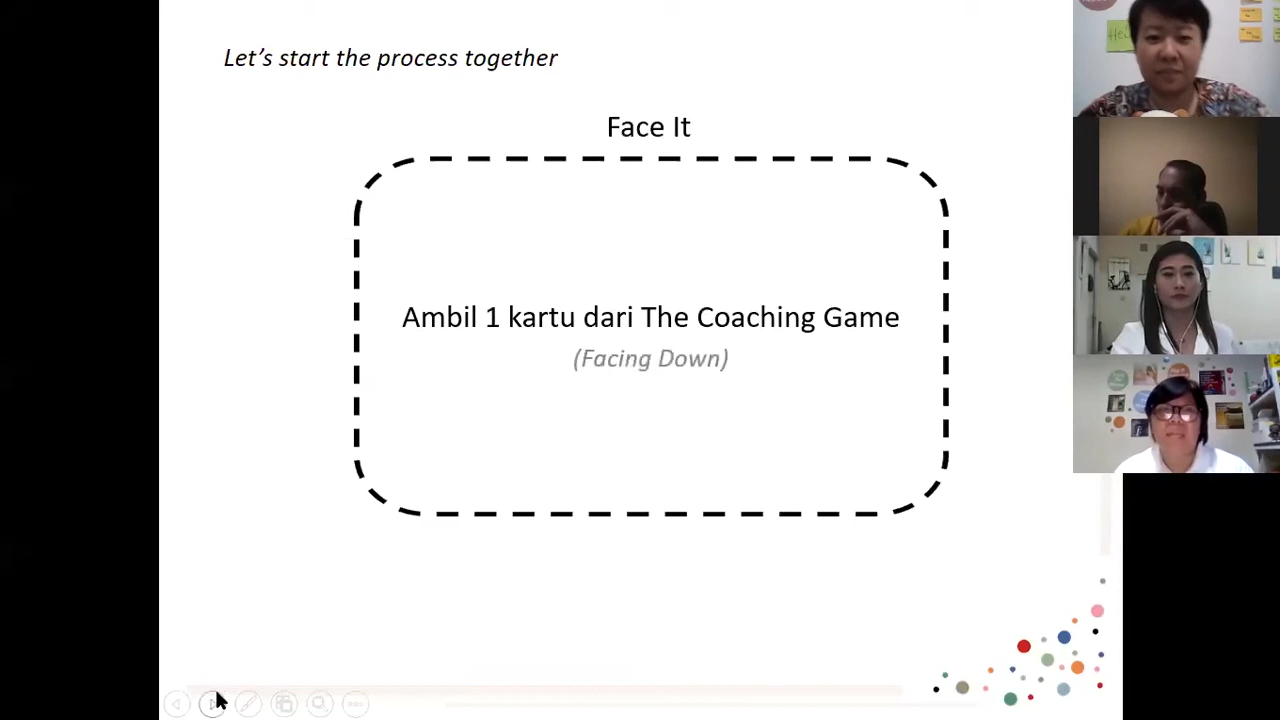 Let's start the process together
Face It
Ambil 1 kartu dari The Coaching Game
(Facing Down)